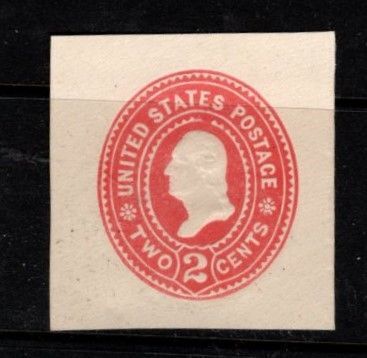 UNITED STATES POSTAGE
TWO 2 CENTS